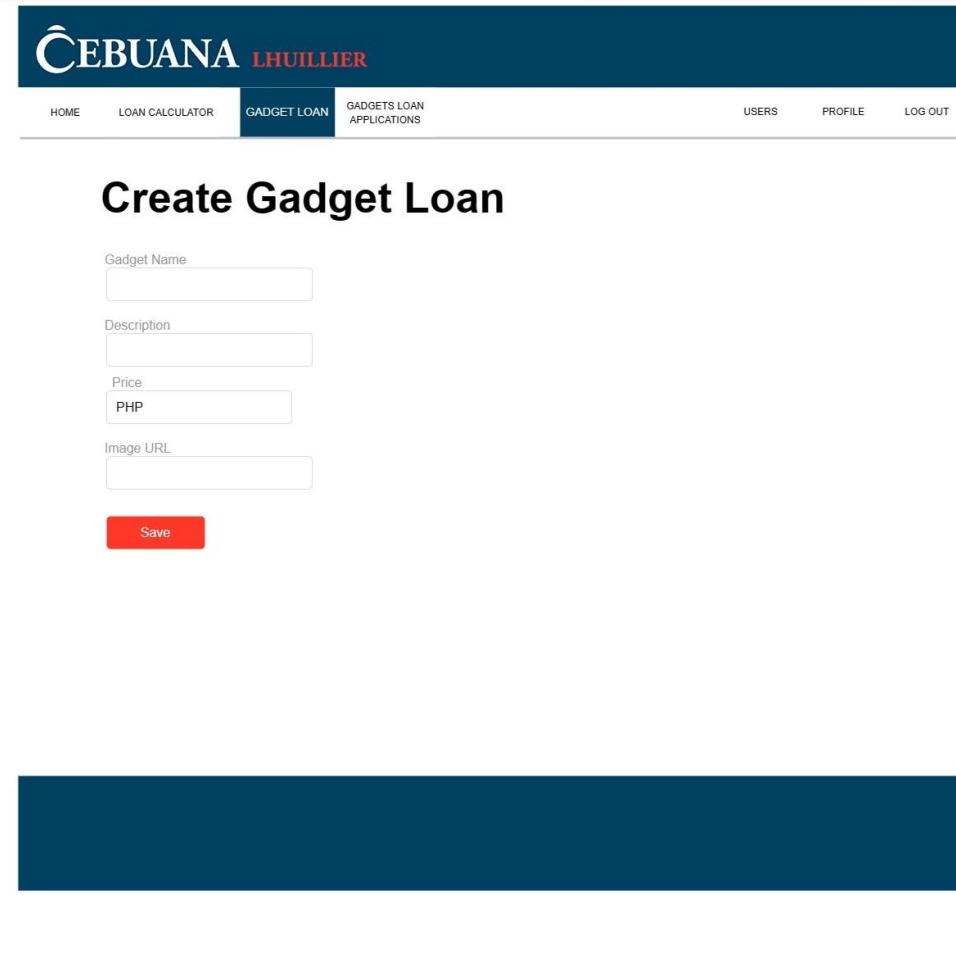 ĈEBUANA LHUILLIER
HOME LOAN CALCULATOR GADGET LOAN GADGETS LOAN
APPLICATIONS USERS PROFILE LOG OUT
Create Gadget Loan
Gadget Name
Description
Price
PHP
Image URL
Save